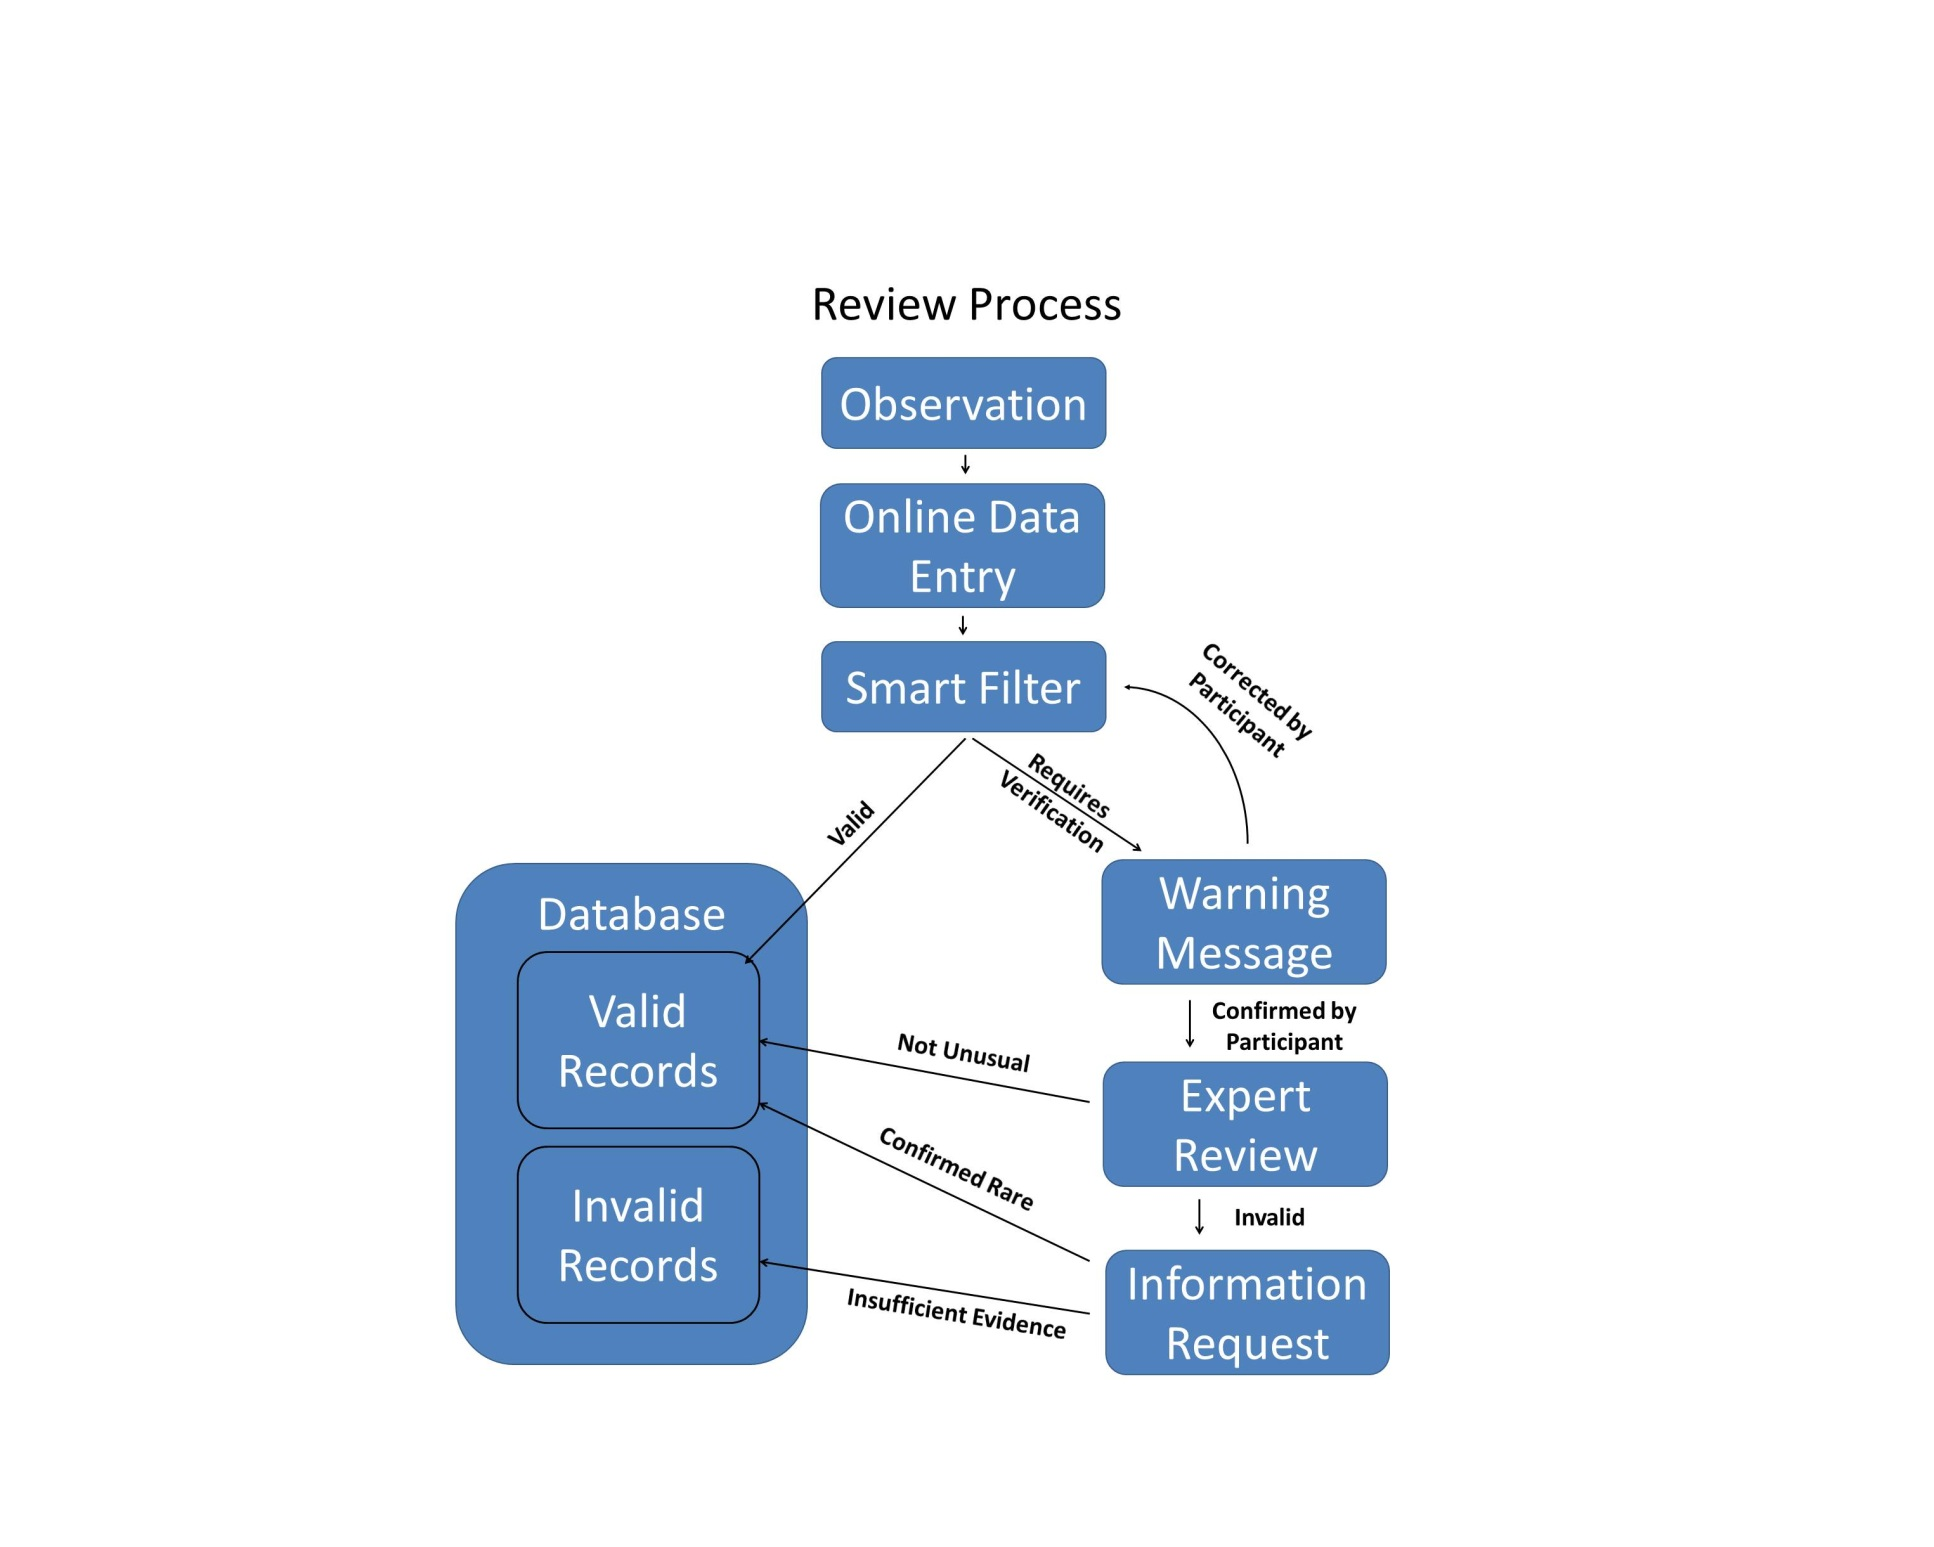 Review Process
Observation
Online Data
Entry
Smart Filter
Corrected by
Participant
Requires
Verification
Valid
Warning
Message
Database
Valid
Records
Confirmed by
Participant
Not Unusual
Expert
Review
Confirmed Rare
Invalid
Records
Invalid
Insufficient Evidence
Information
Request